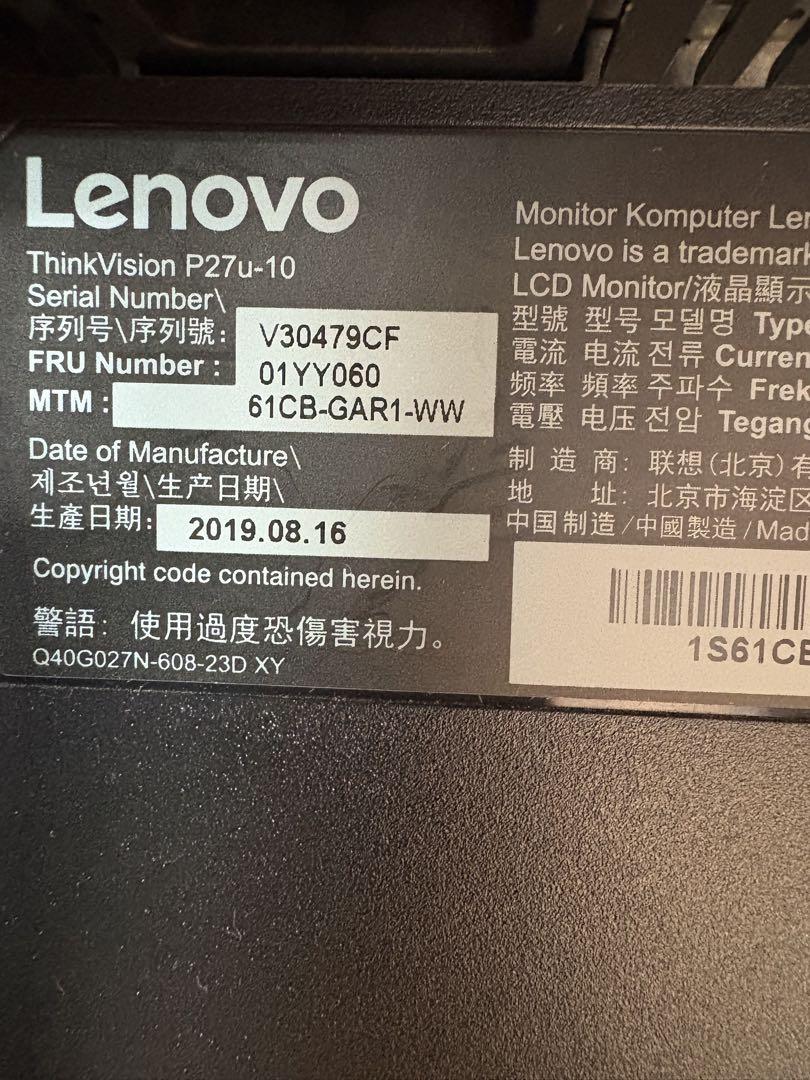 Lenovo
ThinkVision P27u-10
Serial Number\
序列号\序列號: V30479CF
FRU Number : 01YY060
MTM : 61CB-GAR1-WW
Date of Manufacture\
제조년월\生产日期\
生產日期: 2019.08.16
Copyright code contained herein.
警語: 使用過度恐傷害視力。
Q40G027N-608-23D XY
Monitor Komputer Len
Lenovo is a trademark
LCD Monitor/液晶顯示
型號 型号 모델명 Type
電流 电流 전류 Curren
频率 頻率 주파수 Frek
電壓 电压 전압 Tegang
制 造 商: 联想(北京)有
地 址: 北京市海淀区
中国制造/中國製造/Mad
1S61CB